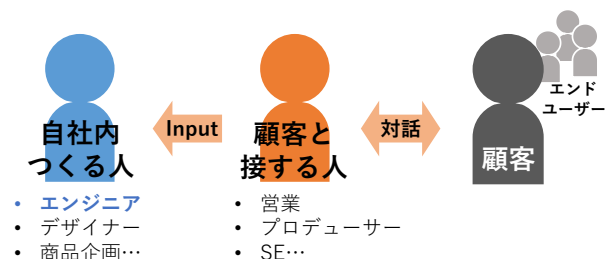 自社内
つくる人
Input
顧客と
接する人
対話
顧客
エンド
ユーザー
• エンジニア
• デザイナー
• 商品企画…
• 営業
• プロデューサー
• SE…